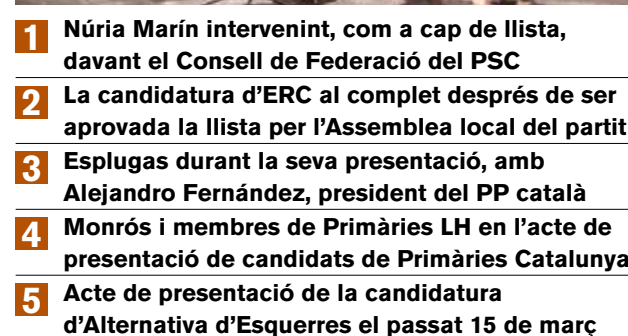 1 Núria Marín intervenint, com a cap de llista,
davant el Consell de Federació del PSC
2 La candidatura d’ERC al complet després de ser
aprovada la llista per l’Assemblea local del partit
3 Esplugas durant la seva presentació, amb
Alejandro Fernández, president del PP català
4 Monrós i membres de Primàries LH en l’acte de
presentació de candidats de Primàries Catalunya
5 Acte de presentació de la candidatura
d’Alternativa d’Esquerres el passat 15 de març